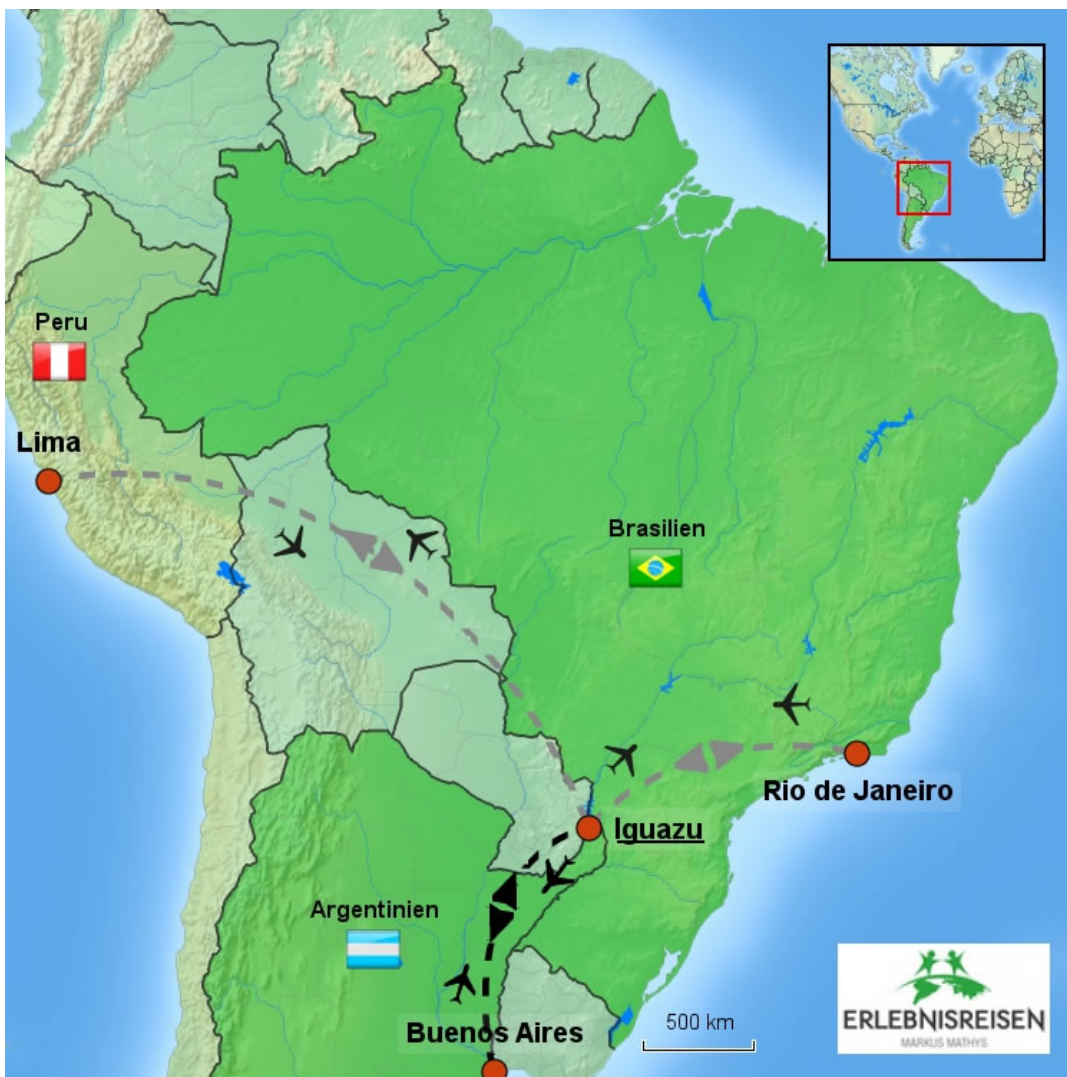 Peru
Lima
Brasilien
Rio de Janeiro
Iguazu
Argentinien
Buenos Aires
500 km
ERLEBNISREISEN
MARKUS MATHYS